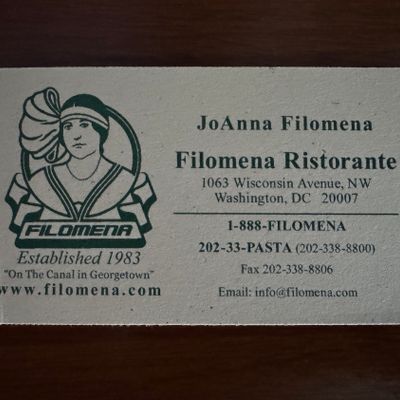 FILOMENA
Established 1983
"On The Canal in Georgetown"
www.filomena.com
JoAnna Filomena
Filomena Ristorante
1063 Wisconsin Avenue, NW
Washington, DC 20007
1-888-FILOMENA
202-33-PASTA (202-338-8800)
Fax 202-338-8806
Email: info@filomena.com